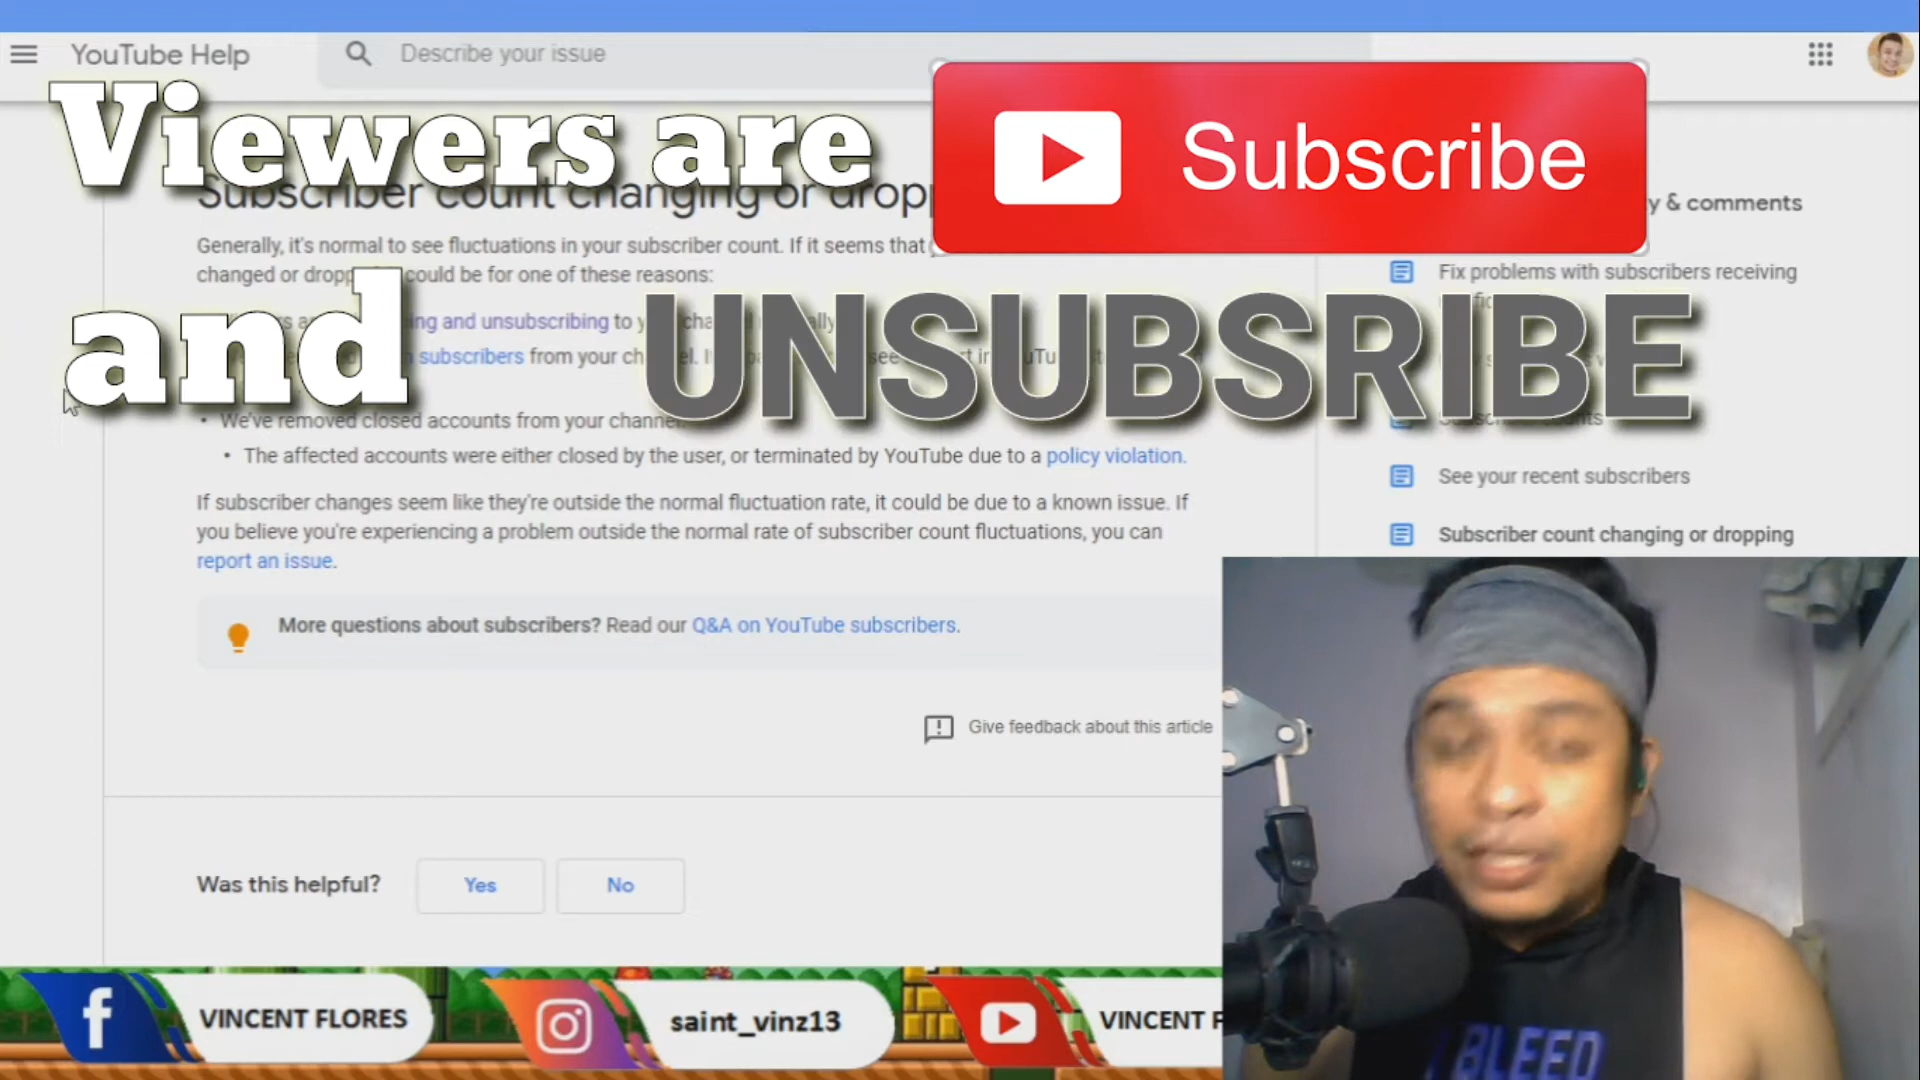 YouTube Help
Describe your issue
Viewers are
Subscribe
and
UNSUBSRIBE
Subscriber count changing or
Generally, it's normal to see fluctuations in your subscriber count. If it seems that
changed or could be for one of these reasons:
and unsubscribing to
subscribers from your
• We've removed closed accounts from your channel.
• The affected accounts were either closed by the user, or terminated by YouTube due to a policy violation.
If subscriber changes seem like they're outside the normal fluctuation rate, it could be due to a known issue. If
you believe you're experiencing a problem outside the normal rate of subscriber count fluctuations, you can
report an issue.
More questions about subscribers? Read our Q&A on YouTube subscribers.
Give feedback about this article
Was this helpful?
Yes
No
& comments
Fix problems with subscribers receiving
See your recent subscribers
Subscriber count changing or dropping
VINCENT FLORES
saint_vinz13
VINCENT F
BLEED